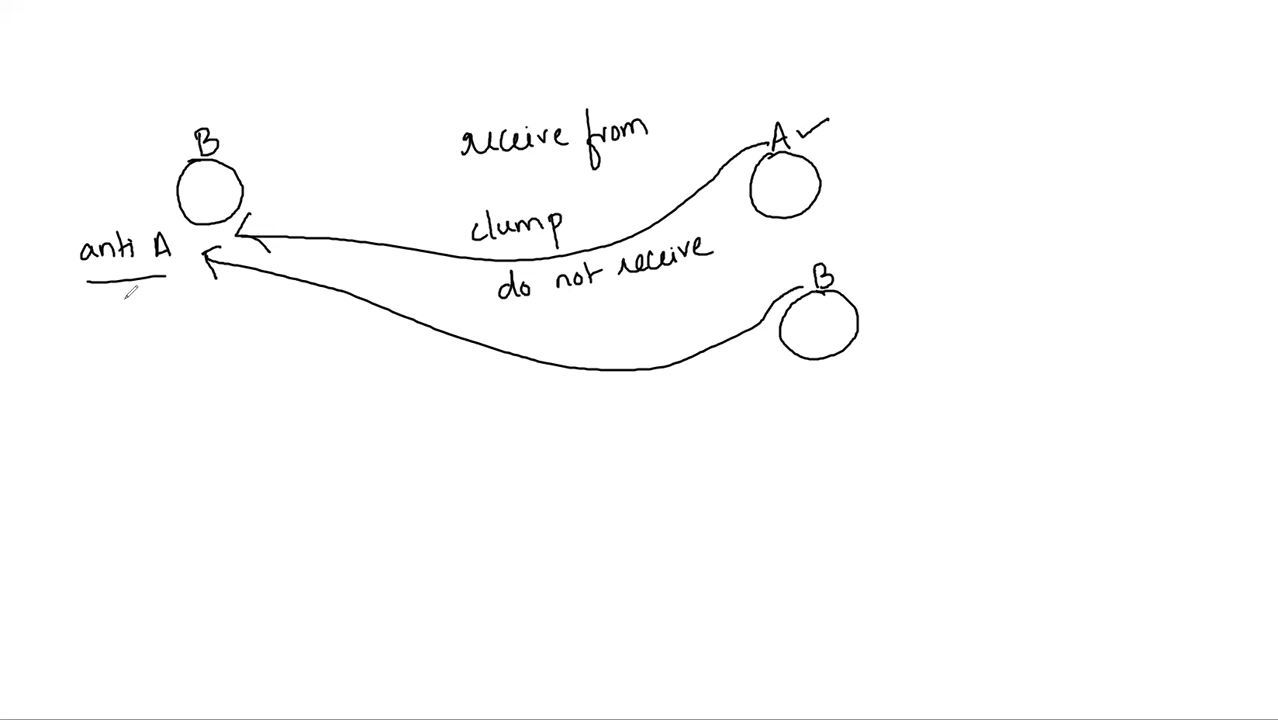 B
receive from
A ✓
anti A
clump
do not receive
B